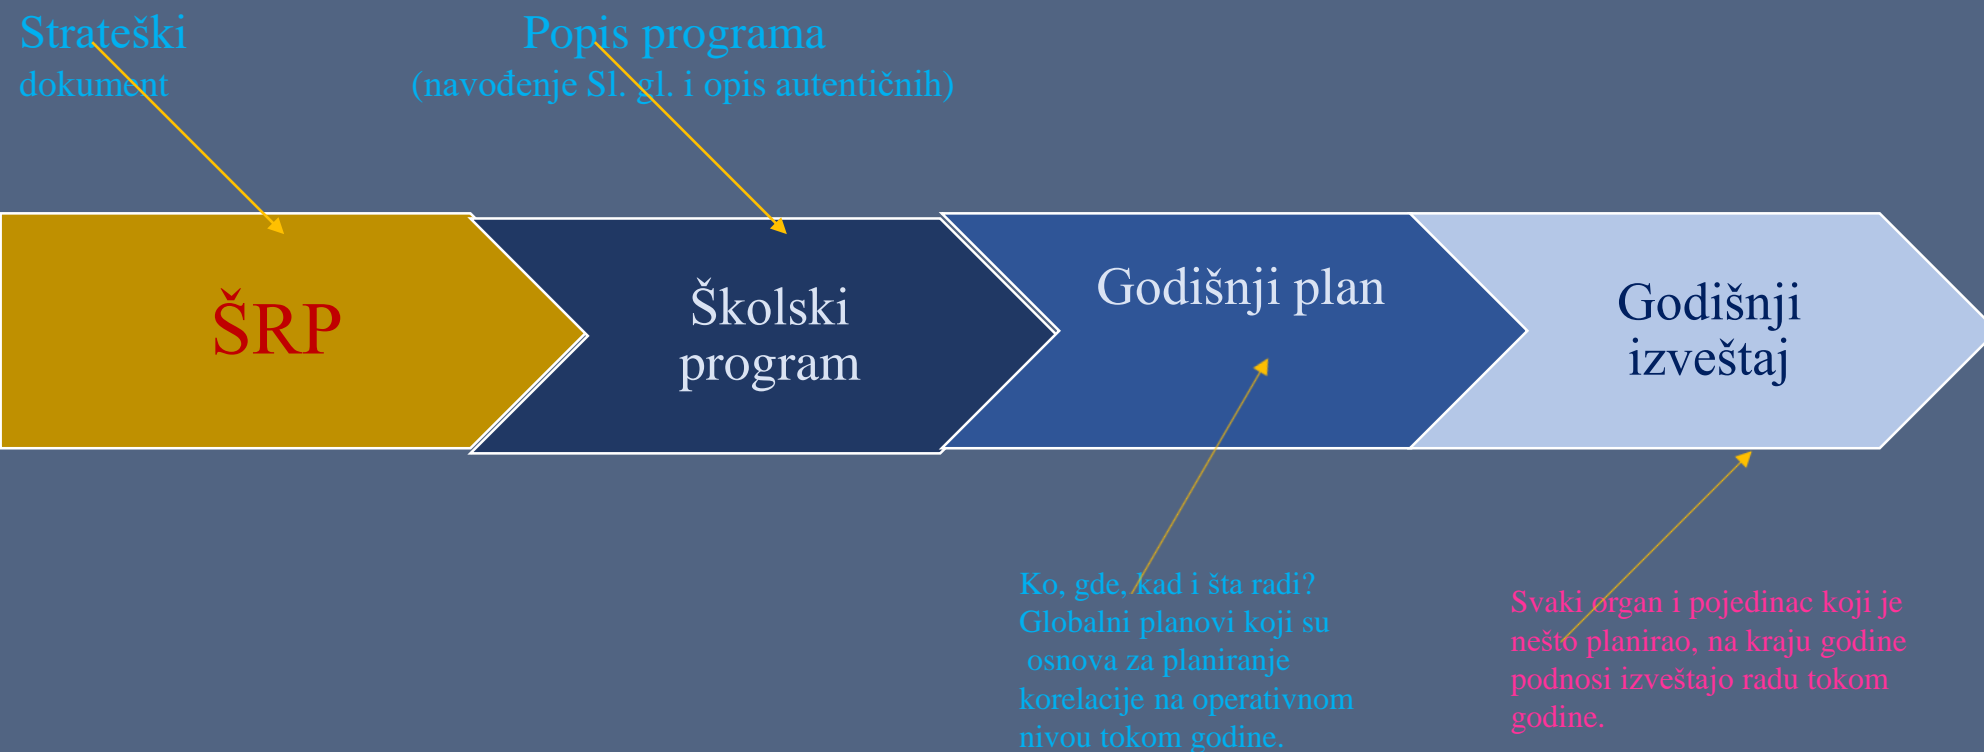 Strateški
dokument
Popis programa
(navođenje Sl. gl. i opis autentičnih)
ŠRP
Školski
program
Godišnji plan
Godišnji
izveštaj
Ko, gde, kad i šta radi?
Globalni planovi koji su
osnova za planiranje
korelacije na operativnom
nivou tokom godine.
Svaki organ i pojedinac koji je
nešto planirao, na kraju godine
podnosi izveštajo radu tokom
godine.